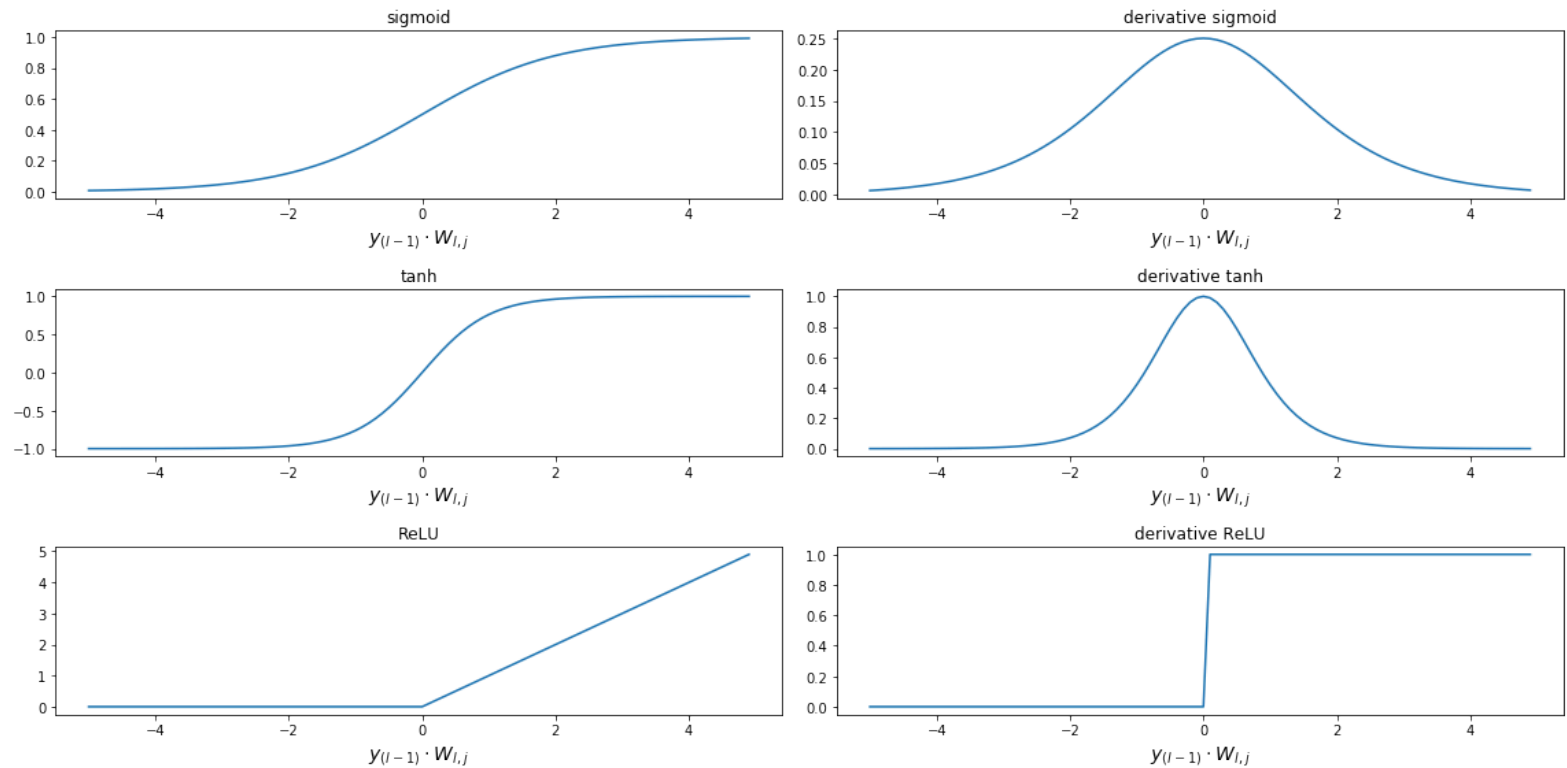 sigmoid
1.0
0.8
0.6
0.4
0.2
0.0
−4 −2 0 2 4
y(l − 1) · Wl, j
derivative sigmoid
0.25
0.20
0.15
0.10
0.05
0.00
−4 −2 0 2 4
y(l − 1) · Wl, j
tanh
1.0
0.5
0.0
−0.5
−1.0
−4 −2 0 2 4
y(l − 1) · Wl, j
derivative tanh
1.0
0.8
0.6
0.4
0.2
0.0
−4 −2 0 2 4
y(l − 1) · Wl, j
ReLU
5
4
3
2
1
0
−4 −2 0 2 4
y(l − 1) · Wl, j
derivative ReLU
1.0
0.8
0.6
0.4
0.2
0.0
−4 −2 0 2 4
y(l − 1) · Wl, j